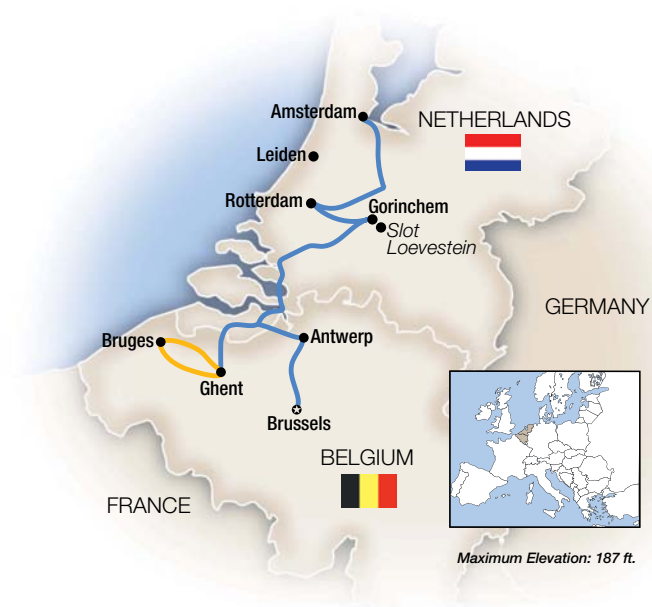 Amsterdam
NETHERLANDS
Leiden
Rotterdam
Gorinchem
Slot
Loevestein
GERMANY
Bruges
Antwerp
Ghent
Brussels
BELGIUM
FRANCE
Maximum Elevation: 187 ft.